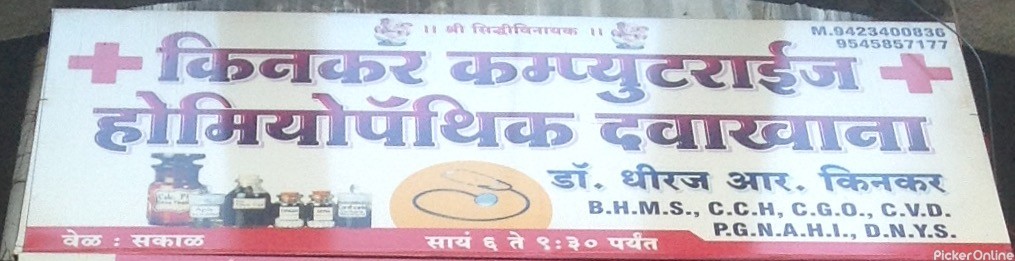 ।। श्री सिद्धीविनायक ।।
M.9423400836
9545857177
किनकर कम्प्युटराईज
होमियोपॅथिक दवाखाना
डॉ. धीरज आर. किनकर
B.H.M.S., C.C.H, C.G.O., C.V.D.
P.G.N.A.H.I., D.N.Y.S.
वेळ : सकाळ सायं ६ ते ९:३० पर्यंत
PickerOnline